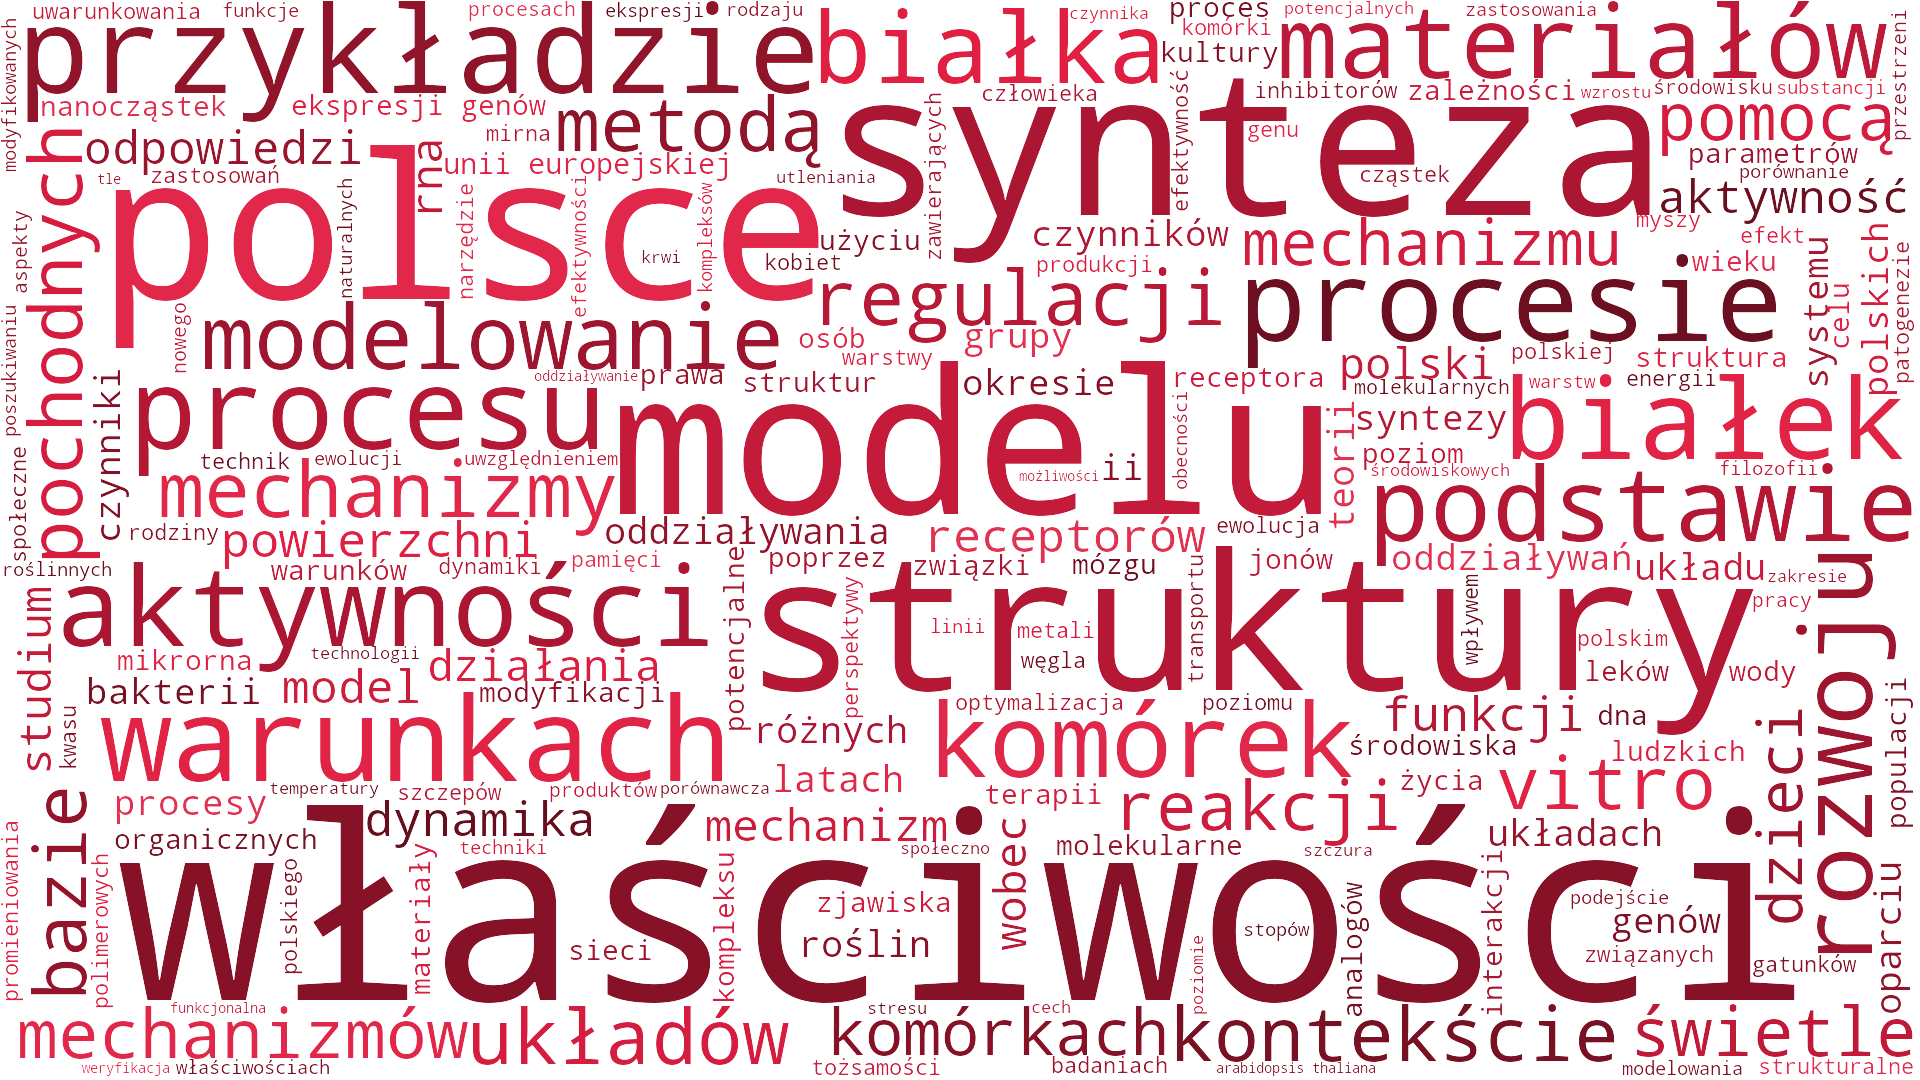 uwarunkowania
funkcje
procesach
ekspresji
rodzaju
czynnika
proces
potencjalnych
zastosowania
modyfikowanych
przykładzie
białka
komórki
kultury
materiałów
przestrzeni
nanocząstek
ekspresji genów
metodą
człowieka
efektywność
inhibitorów
zależności
wzrostu
środowisku
substancji
pomocą
mirna
synteza
genu
odpowiedzi
rna
unii europejskiej
zawierających
parametrów
porównanie
tle
zastosowań
utleniania
cząstek
aktywność
pochodnych
polsce
naturalnych
narzędzie
efektywności
kompleksów
krwi
użyciu
kobiet
czynników
produkcji
mechanizmu
myszy
efekt
wieku
aspekty
systemu
celu
polskich
patogenezie
regulacji
procesie
nowego
modelowanie
osób
grupy
warstwy
poszukiwaniu
oddziaływanie
prawa
struktur
okresie
receptora
polski
polskiej
struktura
molekularnych
warstw
energii
czynniki
procesu
modelu
obecności
teorii
syntezy
białek
technik
ewolucji
uwzględnieniem
możliwości
ii
poziom
środowiskowych
filozofii
społeczne
mechanizmy
podstawie
rodziny
powierzchni
oddziaływania
receptorów
ewolucja
roślinnych
warunków
dynamiki
pamięci
poprzez
związki
mózgu
jonów
oddziaływań
układu
zakresie
rozwoju
studium
aktywności
potencjalne
perspektywy
struktury
linii
metali
węgla
transportu
wpływem
pracy
polskim
mikrorna
technologii
działania
leków
wody
bakterii
model
modyfikacji
optymalizacja
poziomu
funkcji
dna
kwasu
warunkach
różnych
komórek
środowiska
ludzkich
dzieci
populacji
temperatury
szczepów
produktów
porównawcza
latach
terapii
życia
vitro
bazie
procesy
dynamika
mechanizm
reakcji
organicznych
techniki
społeczno
wobec
molekularne
szczura
układach
promieniowania
polimerowych
właściwości
polskiego
materiały
sieci
kompleksu
zjawiska
roślin
poziomie
stopów
analogów
interakcji
podejście
genów
związanych
gatunków
oparciu
funkcjonalna
stresu
cech
mechanizmów
układów
komórkach
kontekście
świetle
weryfikacja
właściwościach
tożsamości
badaniach
arabidopsis thaliana
modelowania
strukturalne